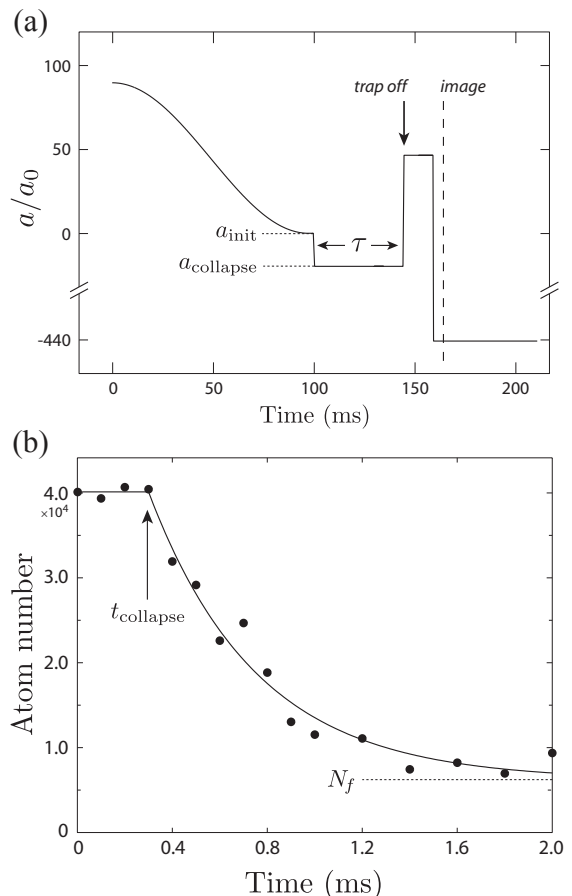 (a)
100
50
0
-440
a/a₀
trap off
image
a_init
τ
a_collapse
0
50
100
150
200
Time (ms)
(b)
4.0
×10⁴
3.0
2.0
1.0
0
Atom number
t_collapse
N_f
0
0.4
0.8
1.2
1.6
2.0
Time (ms)